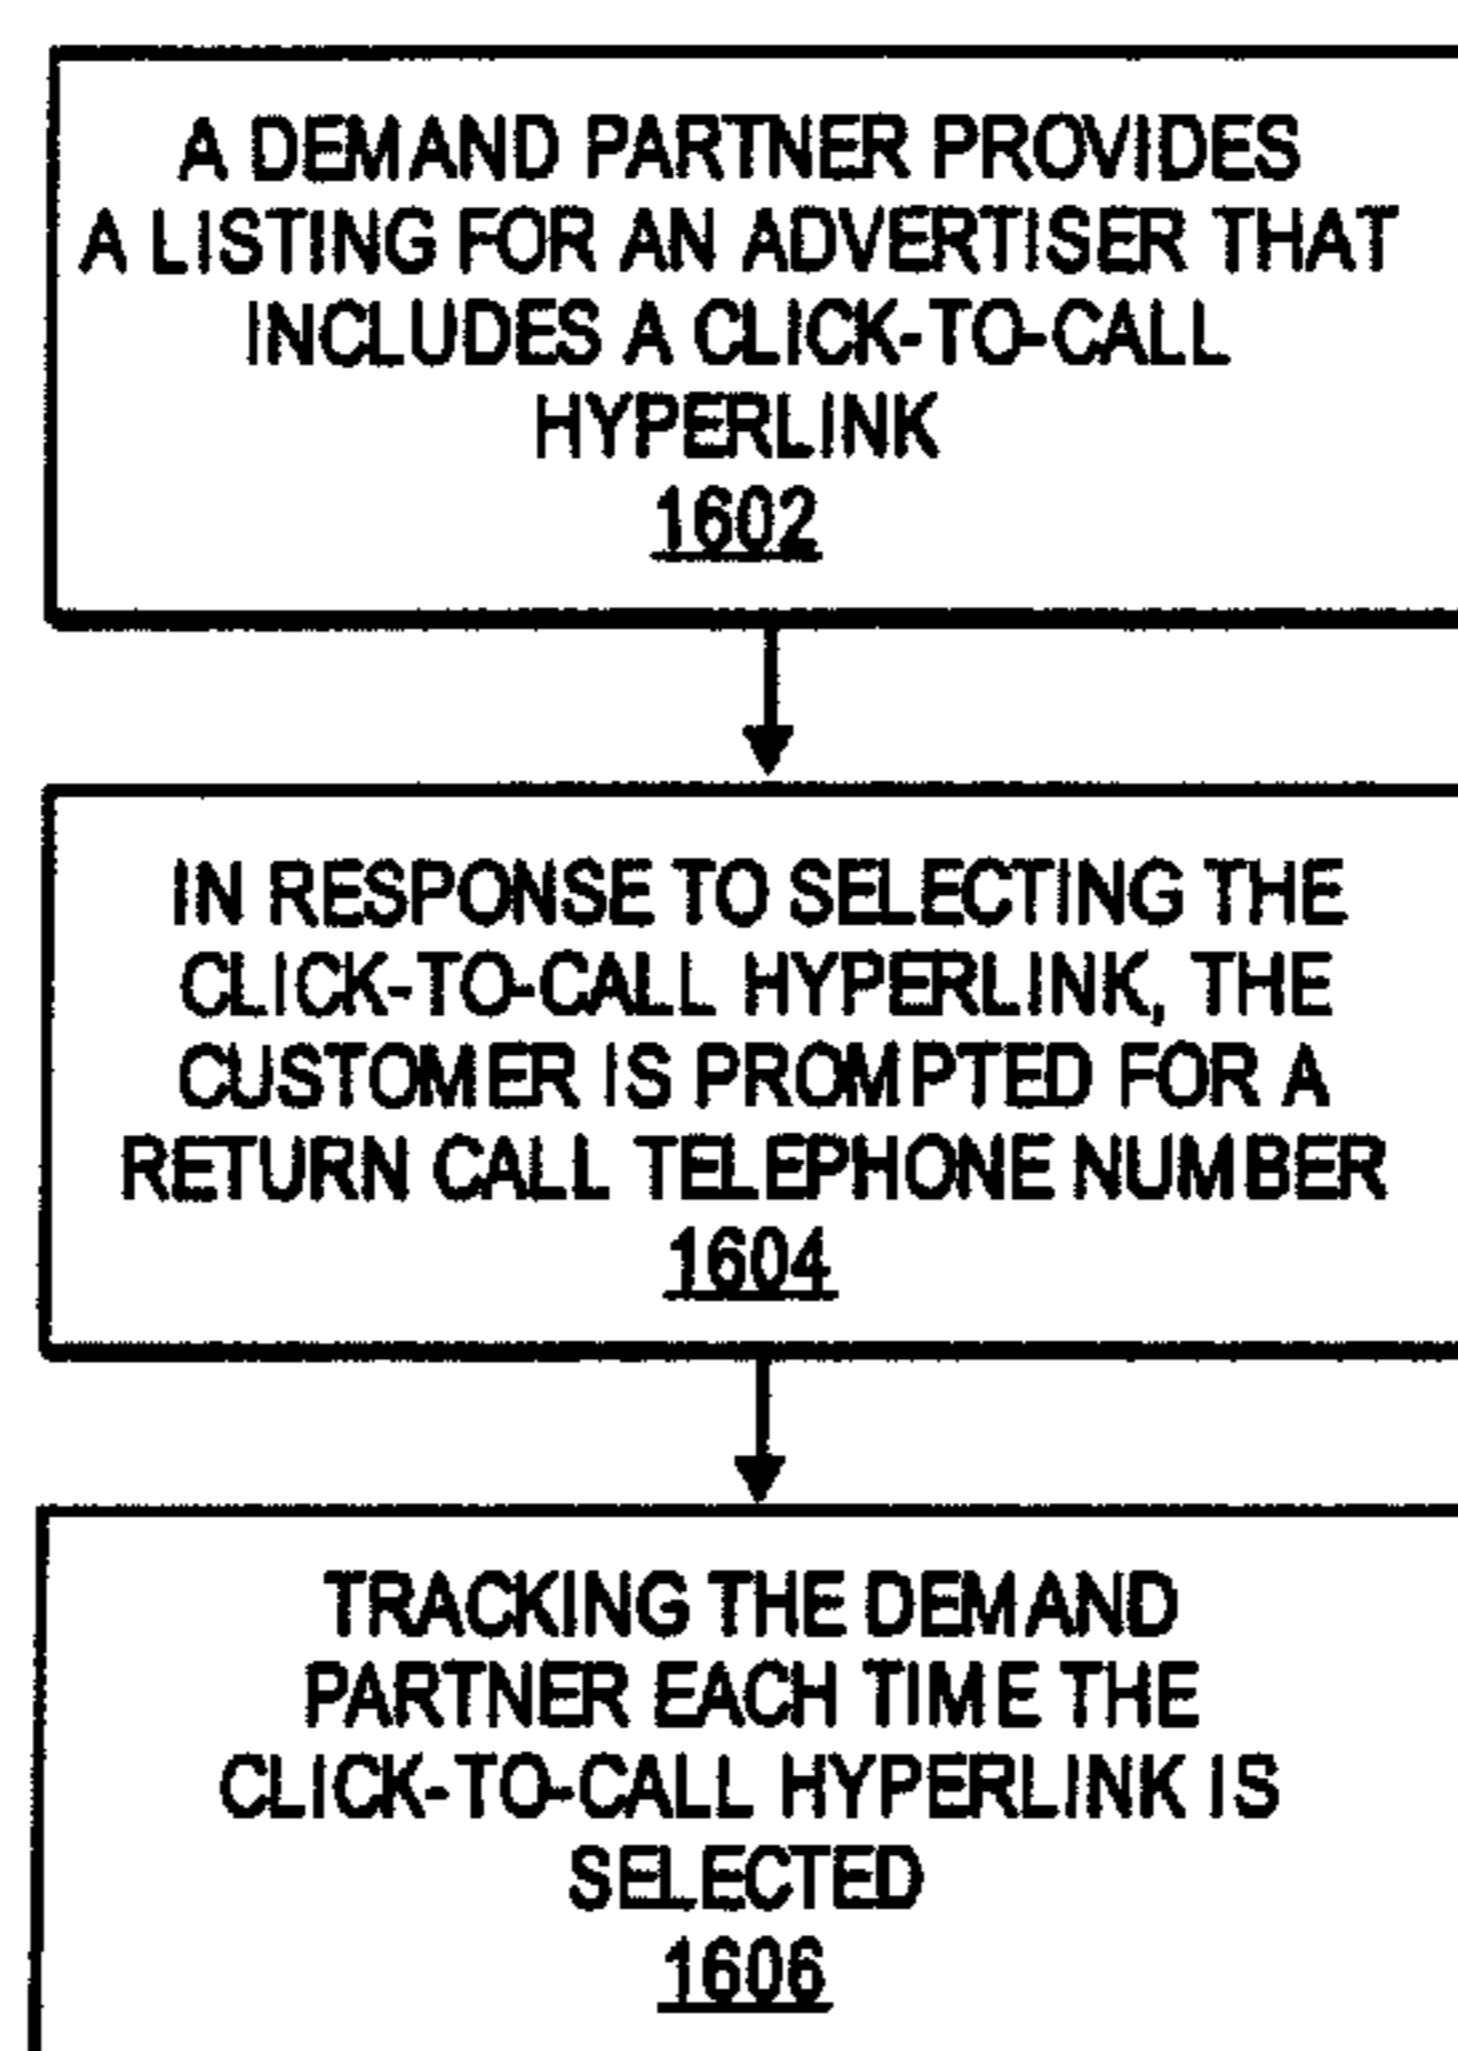 A DEMAND PARTNER PROVIDES
A LISTING FOR AN ADVERTISER THAT
INCLUDES A CLICK-TO-CALL
HYPERLINK
1602
IN RESPONSE TO SELECTING THE
CLICK-TO-CALL HYPERLINK, THE
CUSTOMER IS PROMPTED FOR A
RETURN CALL TELEPHONE NUMBER
1604
TRACKING THE DEMAND
PARTNER EACH TIME THE
CLICK-TO-CALL HYPERLINK IS
SELECTED
1606